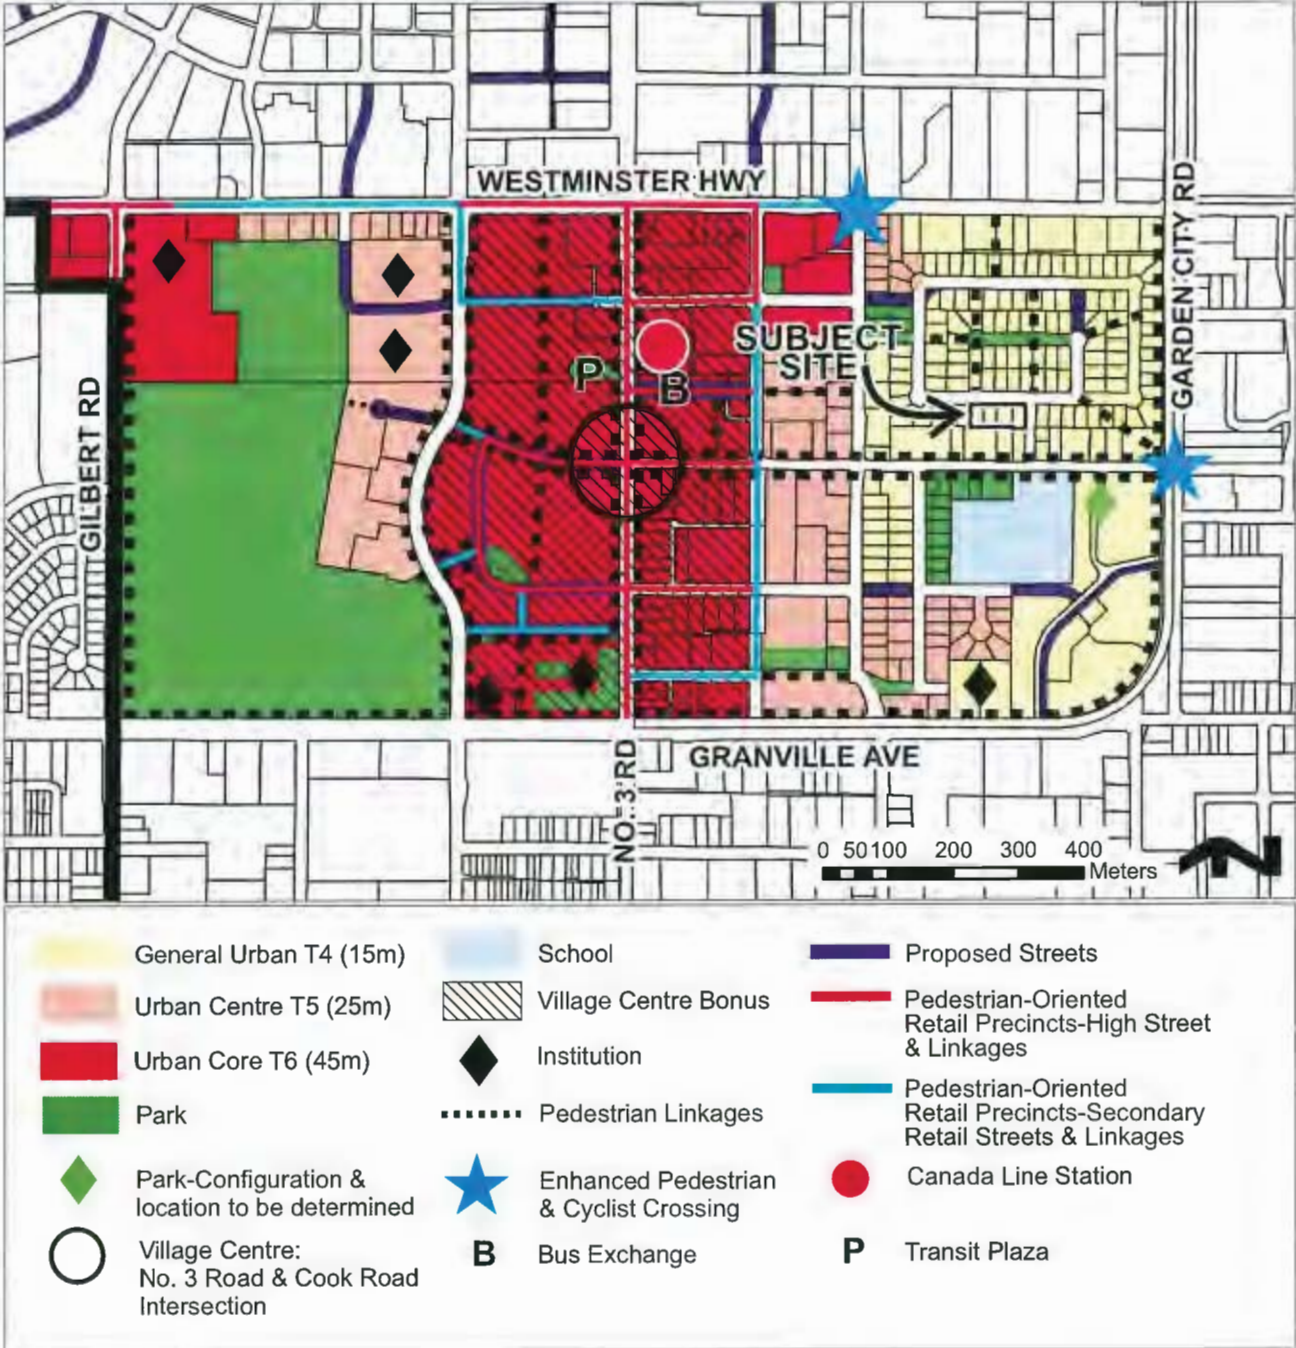 WESTMINSTER HWY
GARDEN CITY RD
SUBJECT
SITE
P
B
GILBERT RD
GRANVILLE AVE
NO. 3 RD
0 50 100 200 300 400
Meters
General Urban T4 (15m)
Urban Centre T5 (25m)
Urban Core T6 (45m)
Park
Park-Configuration &
location to be determined
Village Centre:
No. 3 Road & Cook Road
Intersection
School
Village Centre Bonus
Institution
Pedestrian Linkages
Enhanced Pedestrian
& Cyclist Crossing
B Bus Exchange
Proposed Streets
Pedestrian-Oriented
Retail Precincts-High Street
& Linkages
Pedestrian-Oriented
Retail Precincts-Secondary
Retail Streets & Linkages
Canada Line Station
P Transit Plaza